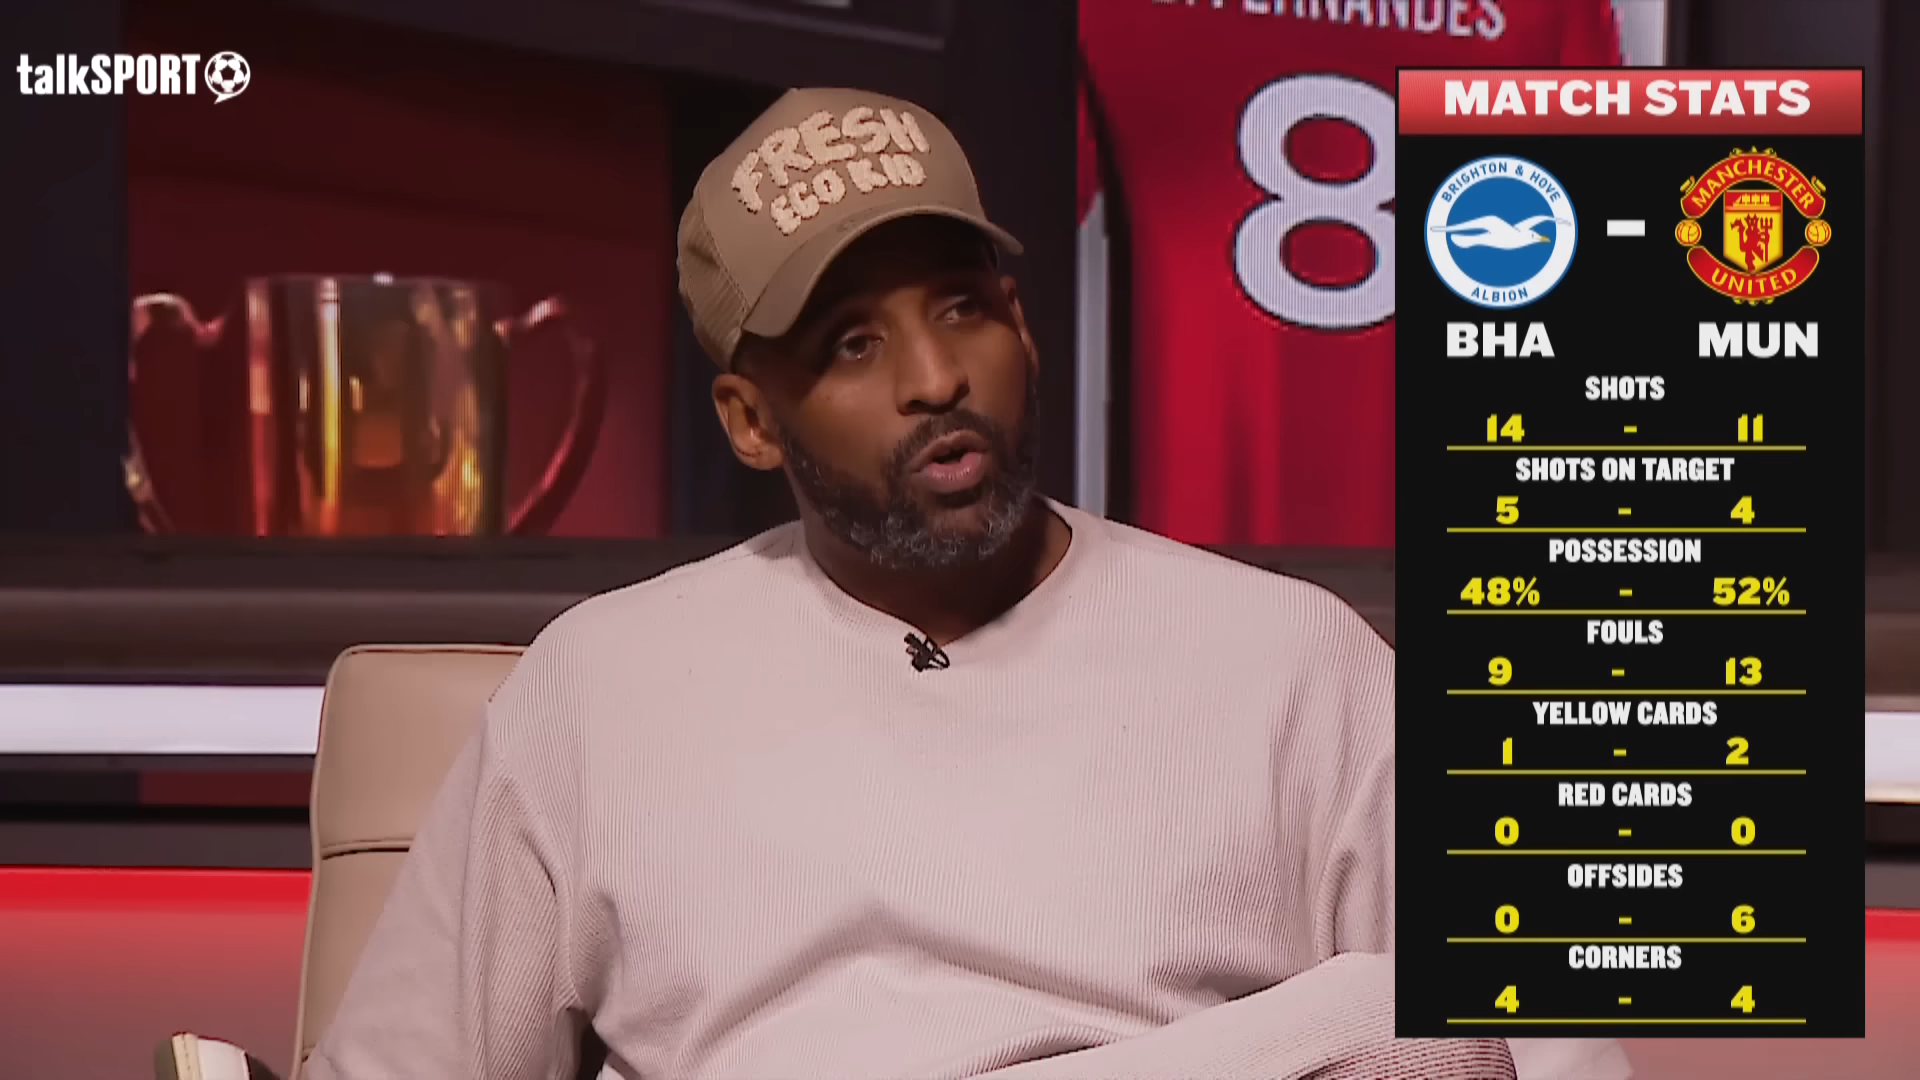 talkSPORT
FRESH
EGO KID
FERNANDES
8
MATCH STATS
BRIGHTON & HOVE
ALBION
MANCHESTER
UNITED
BHA - MUN
SHOTS
14 - 11
SHOTS ON TARGET
5 - 4
POSSESSION
48% - 52%
FOULS
9 - 13
YELLOW CARDS
1 - 2
RED CARDS
0 - 0
OFFSIDES
0 - 6
CORNERS
4 - 4